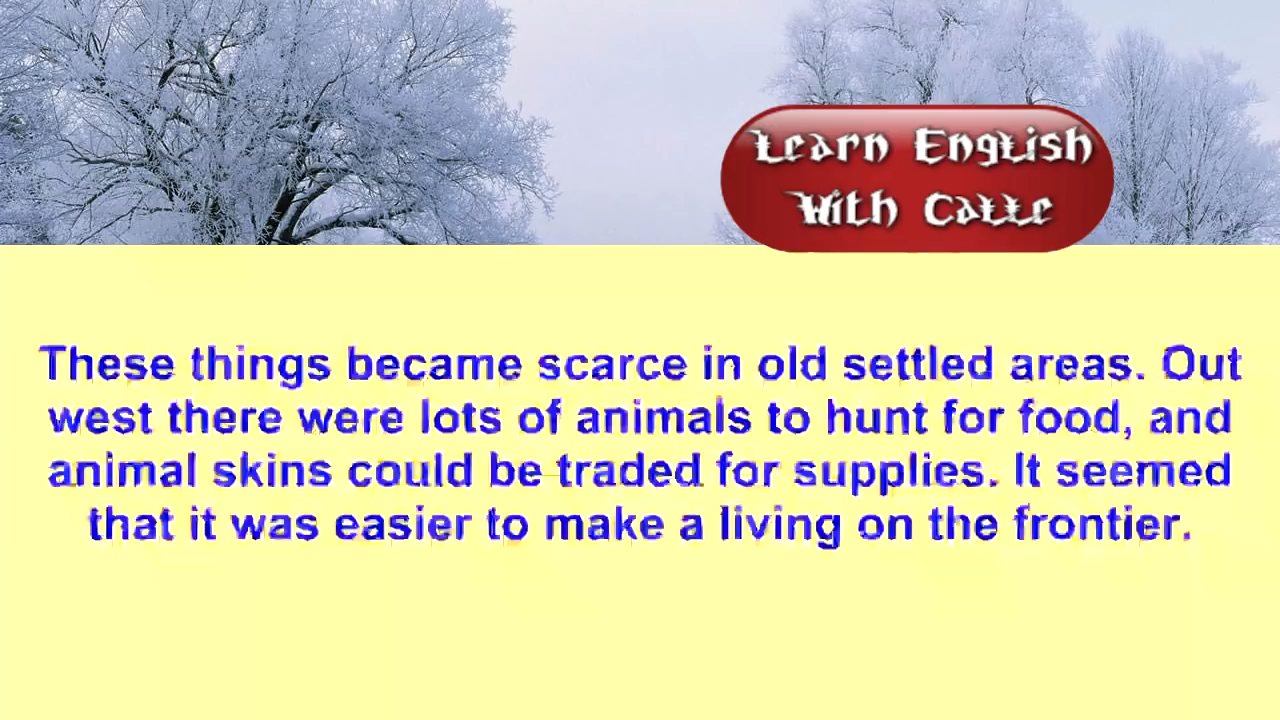 Learn English
With Catte
These things became scarce in old settled areas. Out
west there were lots of animals to hunt for food, and
animal skins could be traded for supplies. It seemed
that it was easier to make a living on the frontier.